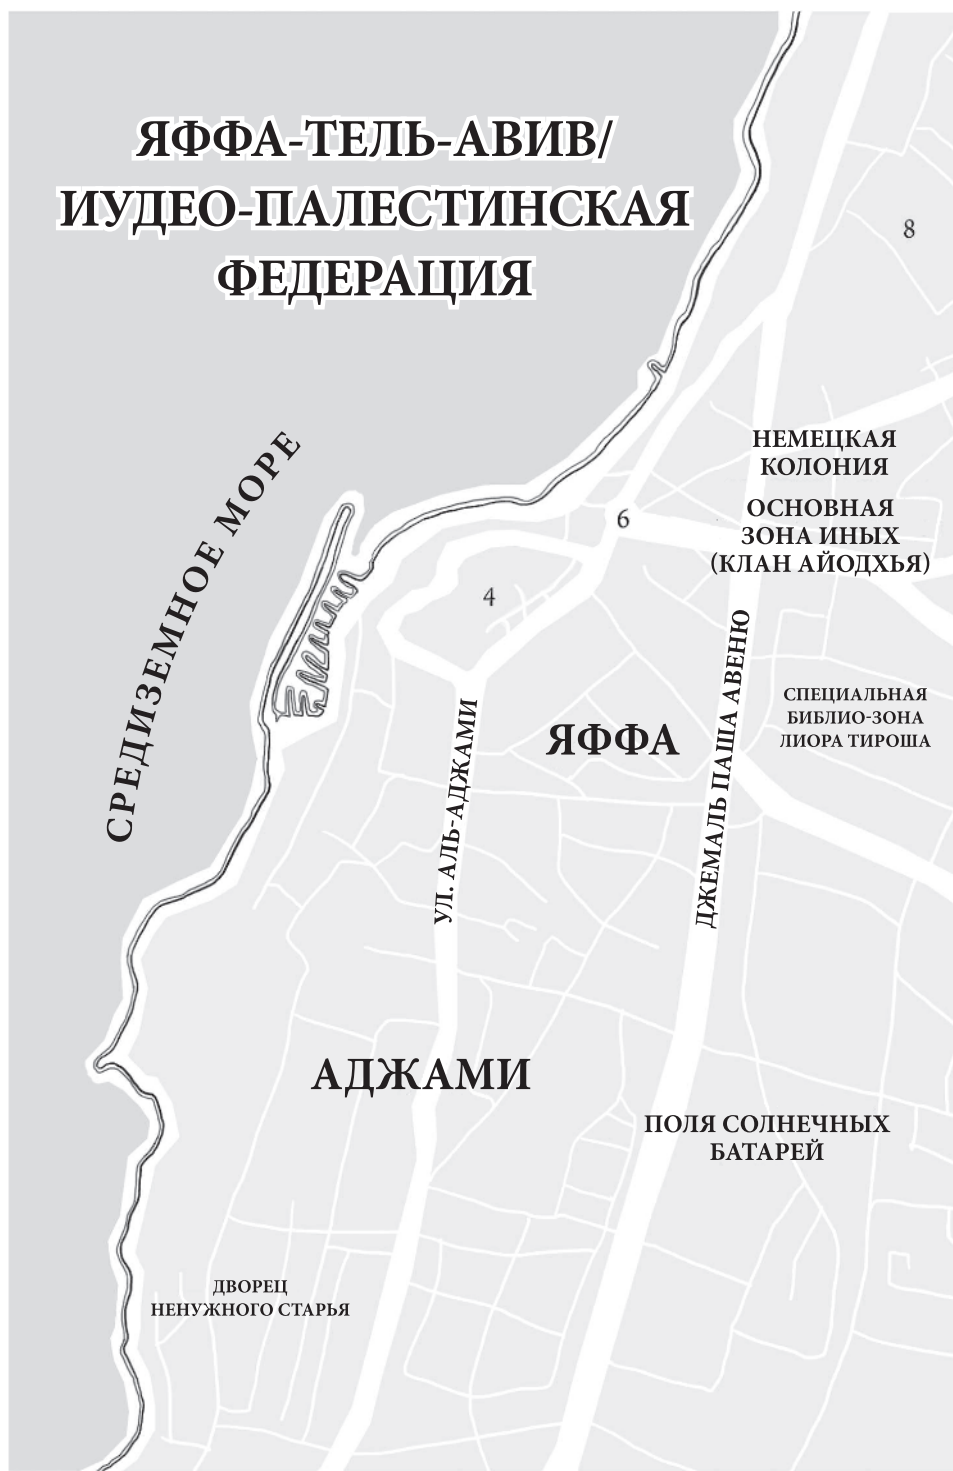 ЯФФА-ТЕЛЬ-АВИВ/
ИУДЕО-ПАЛЕСТИНСКАЯ
ФЕДЕРАЦИЯ
8
СРЕДИЗЕМНОЕ МОРЕ
НЕМЕЦКАЯ
КОЛОНИЯ
ОСНОВНАЯ
ЗОНА ИНЫХ
(КЛАН АЙОДХЬЯ)
6
4
ДЖЕМАЛЬ ПАША АВЕНЮ
СПЕЦИАЛЬНАЯ
БИБЛИО-ЗОНА
ЛИОРА ТИРОША
ЯФФА
УЛ. АЛЬ-АДЖАМИ
АДЖАМИ
ПОЛЯ СОЛНЕЧНЫХ
БАТАРЕЙ
ДВОРЕЦ
НЕНУЖНОГО СТАРЬЯ